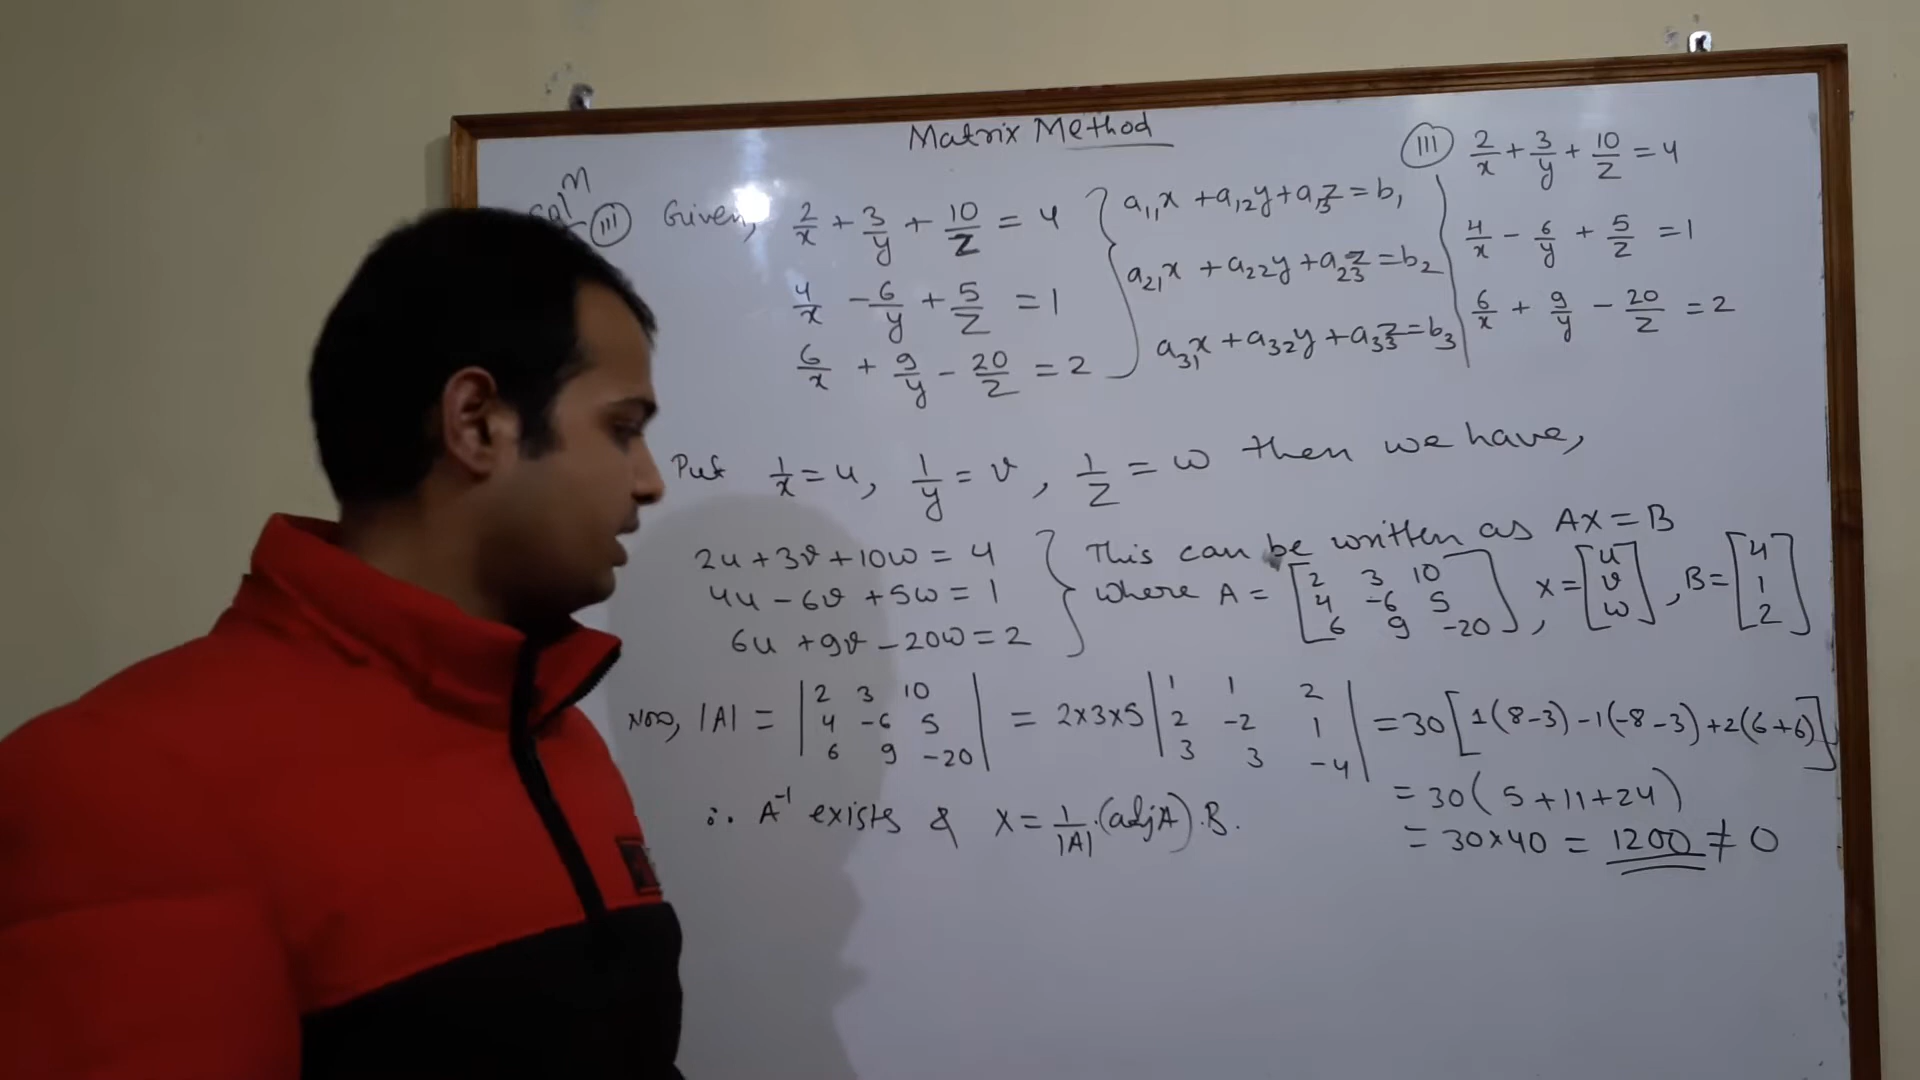 Matrix Method
Solⁿ (III) Given, 2/x + 3/y + 10/z = 4
4/x - 6/y + 5/z = 1
6/x + 9/y - 20/z = 2
a₁₁x + a₁₂y + a₁₃z = b₁
a₂₁x + a₂₂y + a₂₃z = b₂
a₃₁x + a₃₂y + a₃₃z = b₃
(III) 2/x + 3/y + 10/z = 4
4/x - 6/y + 5/z = 1
6/x + 9/y - 20/z = 2
Put 1/x = u, 1/y = v, 1/z = w then we have,
2u + 3v + 10w = 4
4u - 6v + 5w = 1
6u + 9v - 20w = 2
This can be written as AX = B
where A = [2 3 10; 4 -6 5; 6 9 -20], X = [u; v; w], B = [4; 1; 2]
Now, |A| = |2 3 10; 4 -6 5; 6 9 -20| = 2×3×5 |1 1 2; 2 -2 1; 3 3 -4| = 30[1(8-3) -1(-8-3) +2(6+6)]
= 30(5+11+24)
= 30×40 = 1200 ≠ 0
∴ A⁻¹ exists & X = 1/|A| · (adjA) · B.